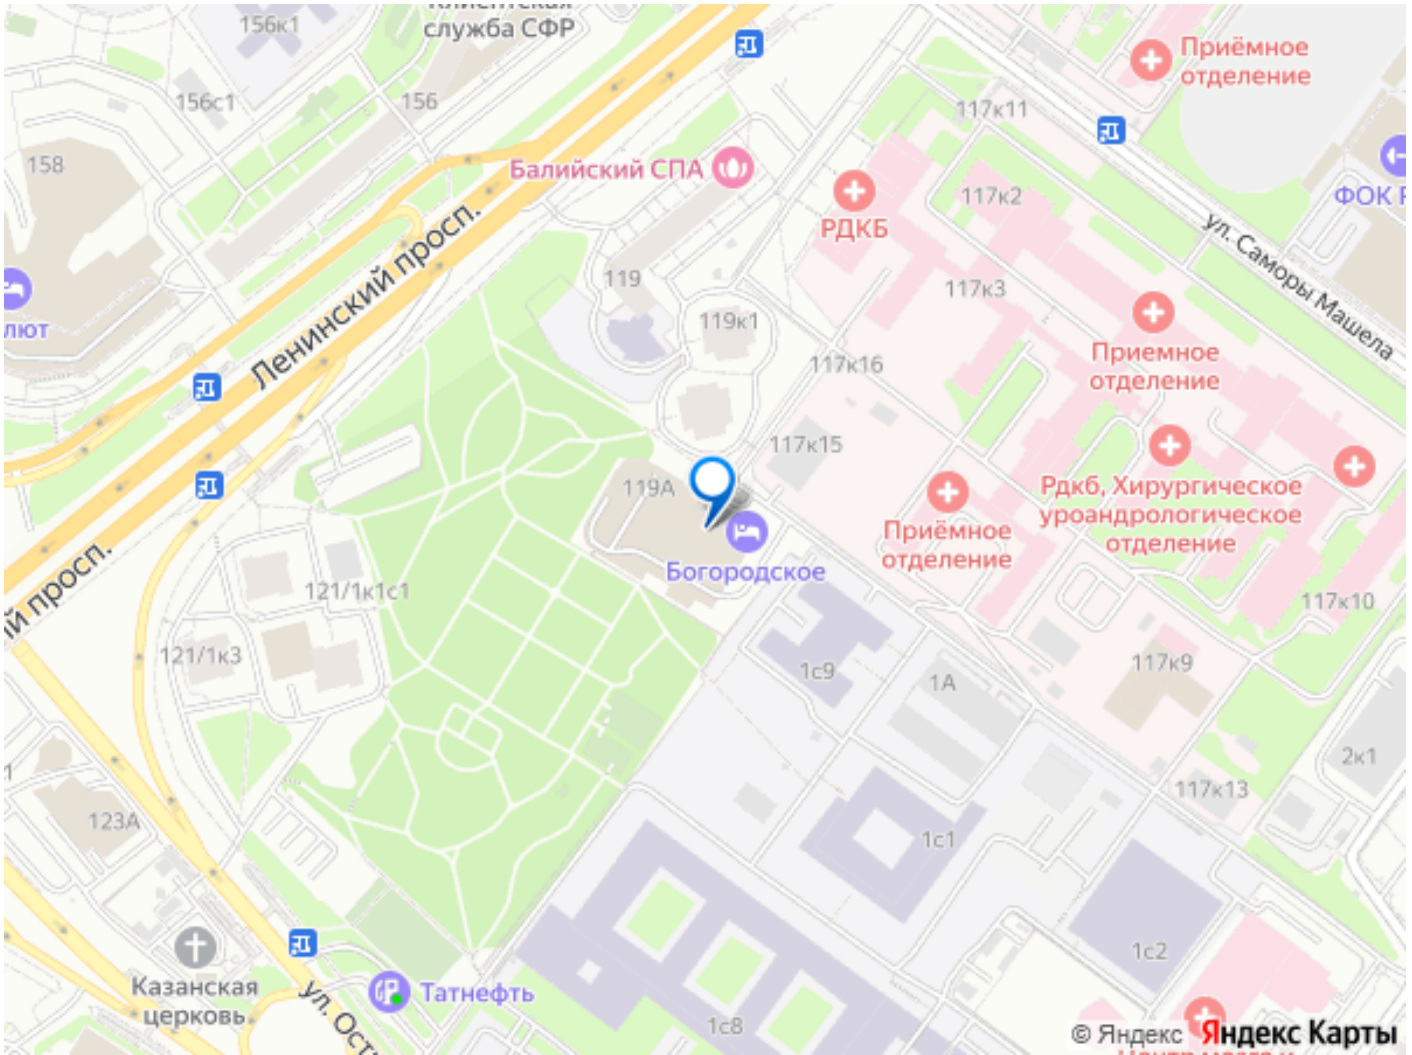 156к1
служба СФР
Приёмное
отделение
156с1
156
117к11
158
Балийский СПА
117к2
ФОК
РДКБ
ул. Саморы Машела
Ленинский просп.
119
117к3
лют
119к1
Приемное
отделение
117к16
117к15
119А
Рдкб, Хирургическое
уроандрологическое
отделение
Приёмное
отделение
Богородское
ий просп.
121/1к1с1
117к10
121/1к3
1с9
1А
117к9
2к1
117к13
123А
1с1
1с2
Казанская
церковь
ул. Ост
Татнефть
1с8
© Яндекс Яндекс Карты